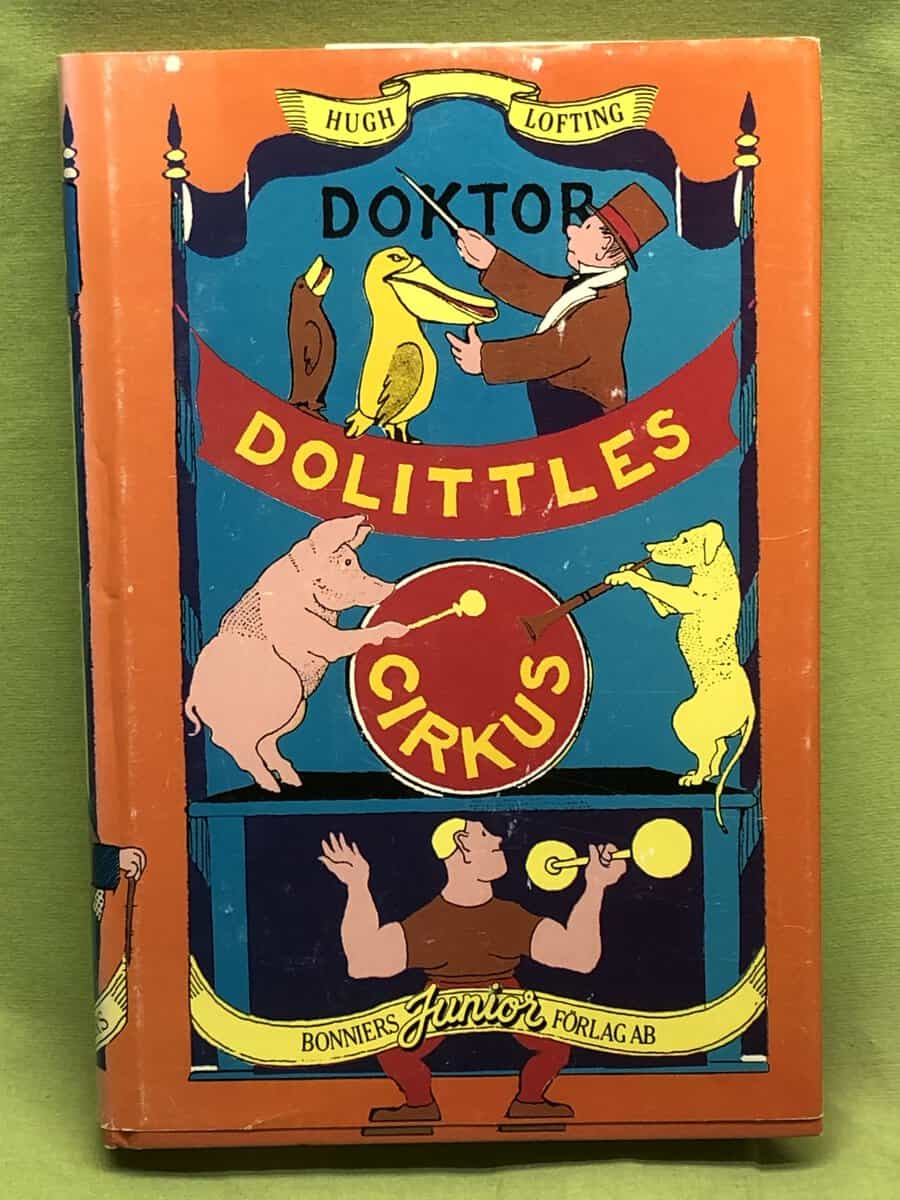 HUGH LOFTING
DOKTOR
DOLITTLES
CIRKUS
BONNIERS Junior FÖRLAG AB